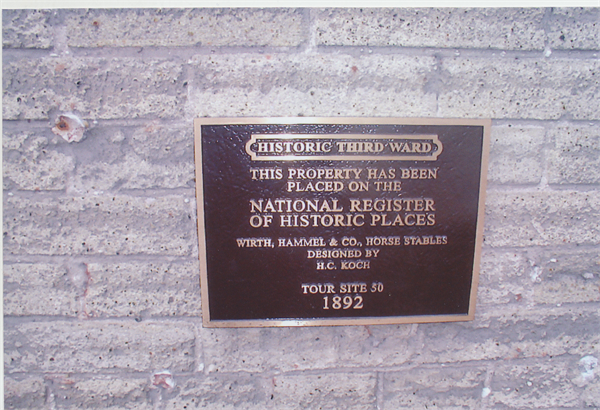 HISTORIC THIRD WARD
THIS PROPERTY HAS BEEN
PLACED ON THE
NATIONAL REGISTER
OF HISTORIC PLACES
WIRTH, HAMMEL & CO., HORSE STABLES
DESIGNED BY
H.C. KOCH
TOUR SITE 50
1892